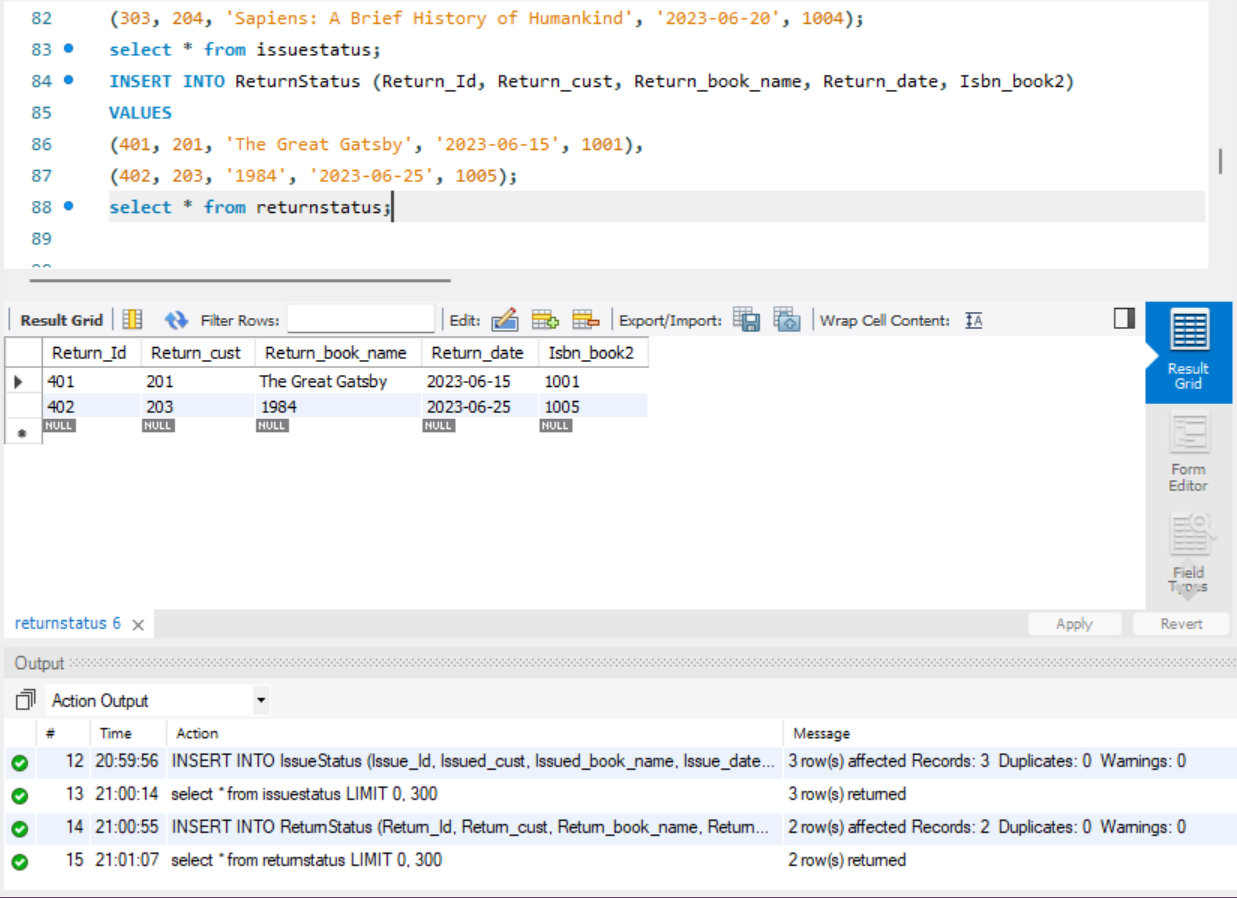 82 (303, 204, 'Sapiens: A Brief History of Humankind', '2023-06-20', 1004);
83 select * from issuestatus;
84 INSERT INTO ReturnStatus (Return_Id, Return_cust, Return_book_name, Return_date, Isbn_book2)
85 VALUES
86 (401, 201, 'The Great Gatsby', '2023-06-15', 1001),
87 (402, 203, '1984', '2023-06-25', 1005);
88 select * from returnstatus;
89
Result Grid Filter Rows: Edit: Export/Import: Wrap Cell Content:
Return_Id Return_cust Return_book_name Return_date Isbn_book2
401 201 The Great Gatsby 2023-06-15 1001
402 203 1984 2023-06-25 1005
NULL NULL NULL NULL NULL
Result
Grid
Form
Editor
Field
Types
returnstatus 6
Apply Revert
Output
Action Output
# Time Action Message
12 20:59:56 INSERT INTO IssueStatus (Issue_Id, Issued_cust, Issued_book_name, Issue_date... 3 row(s) affected Records: 3 Duplicates: 0 Warnings: 0
13 21:00:14 select * from issuestatus LIMIT 0, 300 3 row(s) returned
14 21:00:55 INSERT INTO ReturnStatus (Return_Id, Return_cust, Return_book_name, Return... 2 row(s) affected Records: 2 Duplicates: 0 Warnings: 0
15 21:01:07 select * from returnstatus LIMIT 0, 300 2 row(s) returned